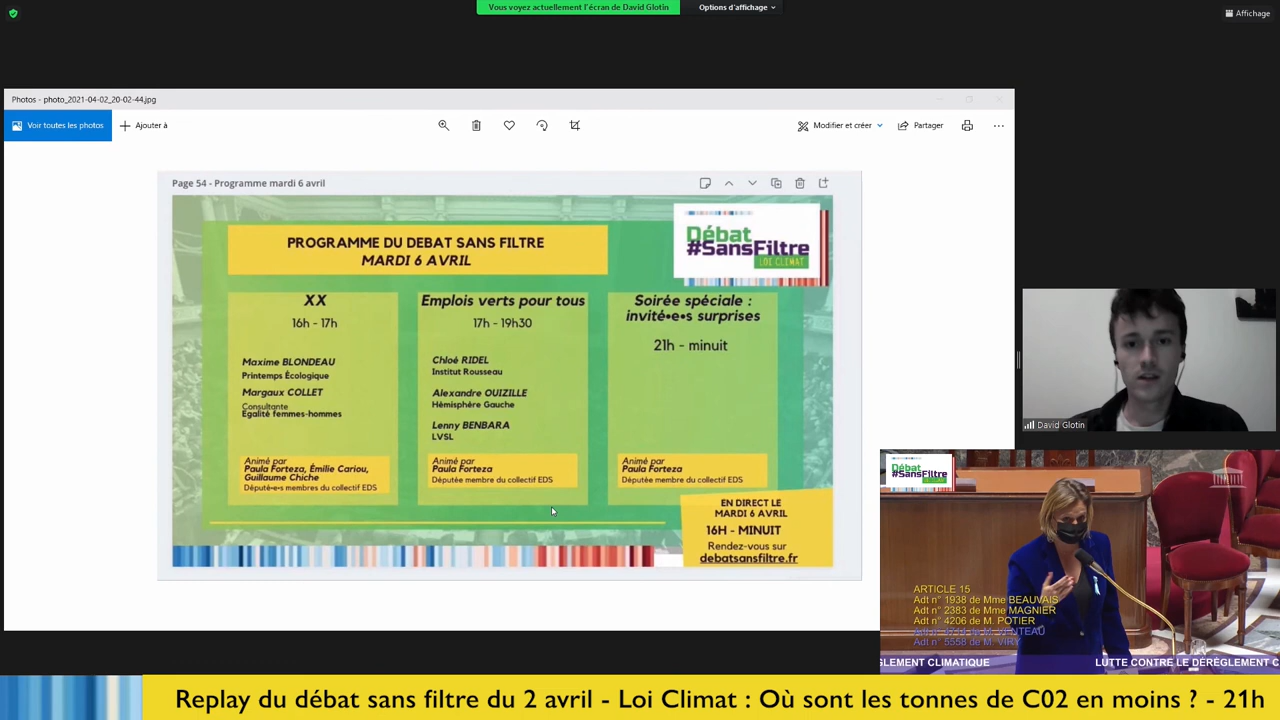 Vous voyez actuellement l'écran de David Glotin
Options d'affichage
Affichage
Photos - photo_2021-04-02_20-02-44.jpg
Voir toutes les photos
Ajouter à
Modifier et créer
Partager
Page 54 - Programme mardi 6 avril
PROGRAMME DU DEBAT SANS FILTRE
MARDI 6 AVRIL
Débat
#SansFiltre
LOI CLIMAT
XX
16h - 17h
Maxime BLONDEAU
Printemps Écologique
Margaux COLLET
Consultante
Égalité femmes-hommes
Animé par
Paula Forteza, Émilie Cariou,
Guillaume Chiche
Député•e•s membres du collectif EDS
Emplois verts pour tous
17h - 19h30
Chloé RIDEL
Institut Rousseau
Alexandre OUIZILLE
Hémisphère Gauche
Lenny BENBARA
LVSL
Animé par
Paula Forteza
Députée membre du collectif EDS
Soirée spéciale :
invité•e•s surprises
21h - minuit
Animé par
Paula Forteza
Députée membre du collectif EDS
EN DIRECT LE
MARDI 6 AVRIL
16H - MINUIT
Rendez-vous sur
debatsansfiltre.fr
David Glotin
Débat
#SansFiltre
ARTICLE 15
Adt n° 1938 de Mme BEAUVAIS
Adt n° 2383 de Mme MAGNIER
Adt n° 4206 de M. POTIER
VENTEAU
Adt n° 5558 de M. VIRY
GLEMENT CLIMATIQUE
LUTTE CONTRE LE DÉRÈGLEMENT C
Replay du débat sans filtre du 2 avril - Loi Climat : Où sont les tonnes de C02 en moins ? - 21h